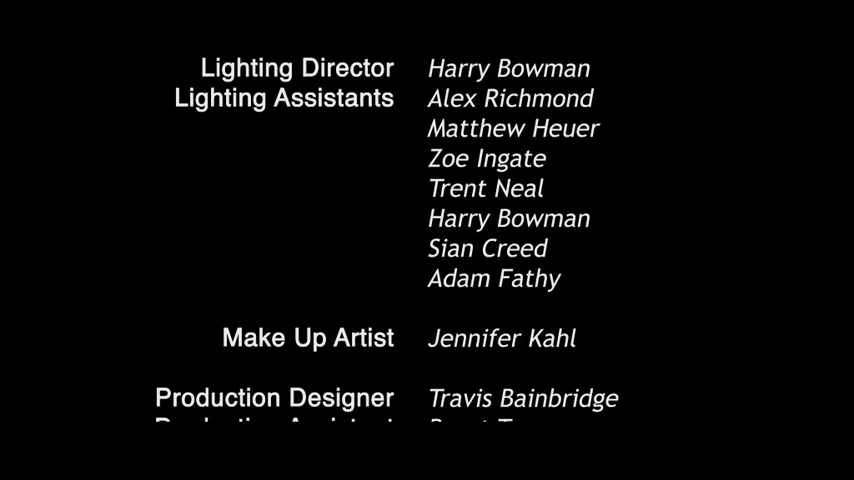 Lighting Director Harry Bowman
Lighting Assistants Alex Richmond
Matthew Heuer
Zoe Ingate
Trent Neal
Harry Bowman
Sian Creed
Adam Fathy
Make Up Artist Jennifer Kahl
Production Designer Travis Bainbridge